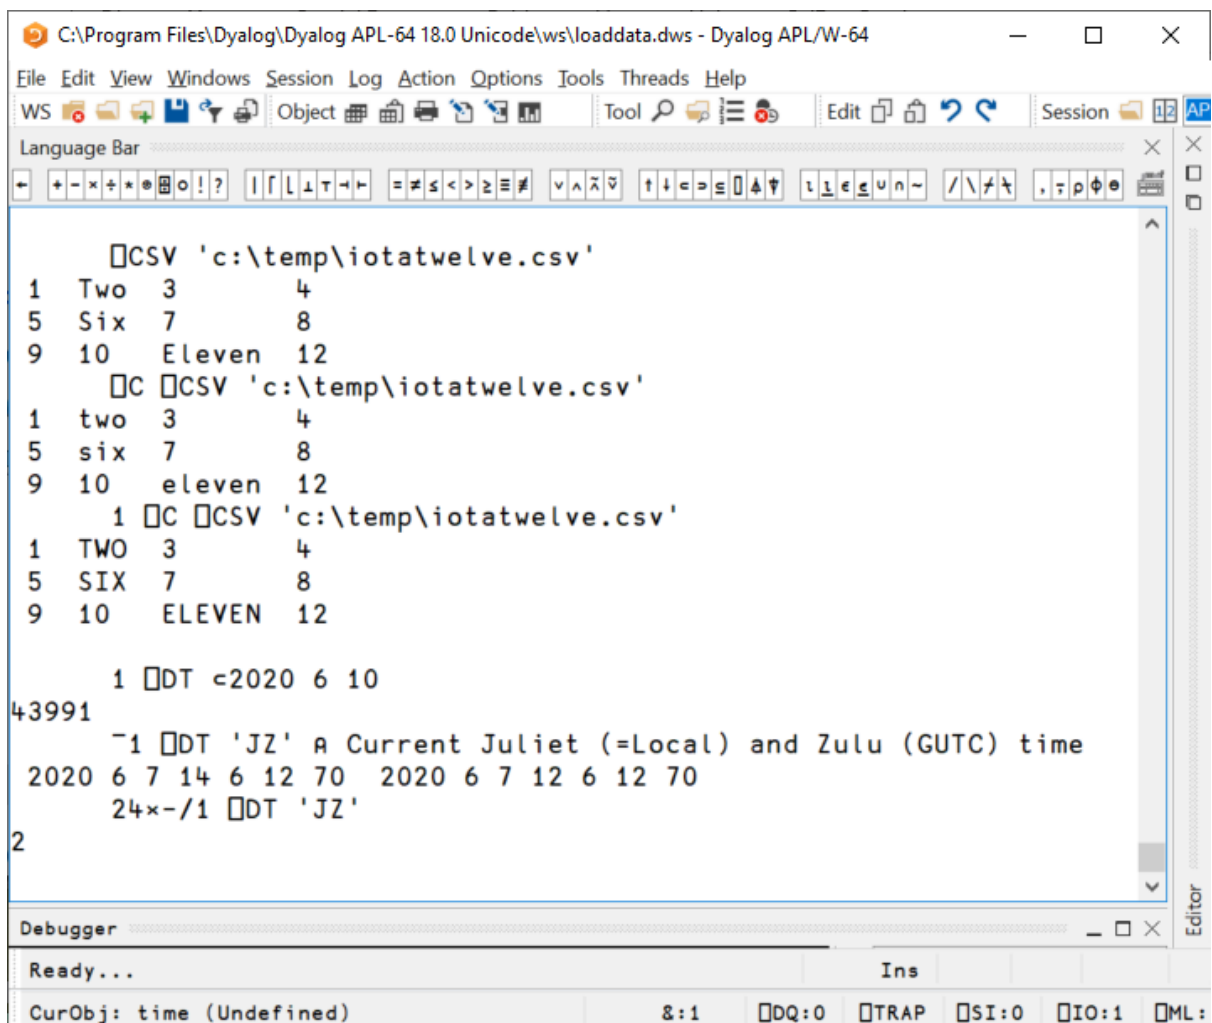 C:\Program Files\Dyalog\Dyalog APL-64 18.0 Unicode\ws\loaddata.dws - Dyalog APL/W-64
File Edit View Windows Session Log Action Options Tools Threads Help
WS Object Tool Edit Session
Language Bar
← + - × ÷ * ⍟ ⌹ ○ ! ? | ⌈ ⌊ ⊥ ⊤ ⊣ ⊢ = ≠ ≤ < > ≥ ≡ ≢ ∨ ∧ ⍲ ⍱ ↑ ↓ ⊂ ⊃ ⊆ ⌷ ⍋ ⍒ ⍳ ⍸ ∊ ⍷ ∪ ∩ ~ / \ ⌿ ⍀ , ⍪ ⍴ ⌽ ⊖
⎕CSV 'c:\temp\iotatwelve.csv'
1 Two 3 4
5 Six 7 8
9 10 Eleven 12
⎕C ⎕CSV 'c:\temp\iotatwelve.csv'
1 two 3 4
5 six 7 8
9 10 eleven 12
1 ⎕C ⎕CSV 'c:\temp\iotatwelve.csv'
1 TWO 3 4
5 SIX 7 8
9 10 ELEVEN 12
1 ⎕DT ⊂2020 6 10
43991
¯1 ⎕DT 'JZ' ⍝ Current Juliet (=Local) and Zulu (GUTC) time
2020 6 7 14 6 12 70 2020 6 7 12 6 12 70
24×-/1 ⎕DT 'JZ'
2
Editor
Debugger
Ready... Ins
CurObj: time (Undefined) &:1 ⎕DQ:0 ⎕TRAP ⎕SI:0 ⎕IO:1 ⎕ML: